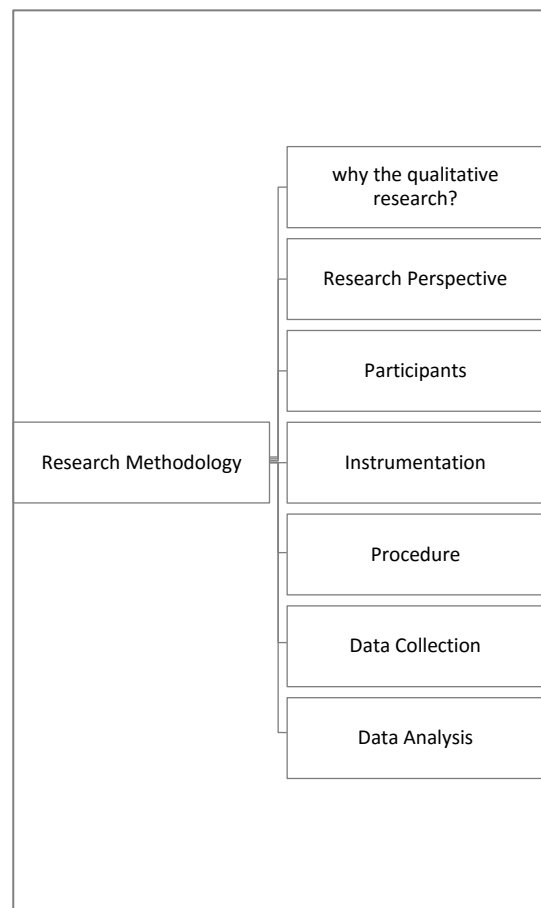 why the qualitative
research?
Research Perspective
Participants
Research Methodology
Instrumentation
Procedure
Data Collection
Data Analysis